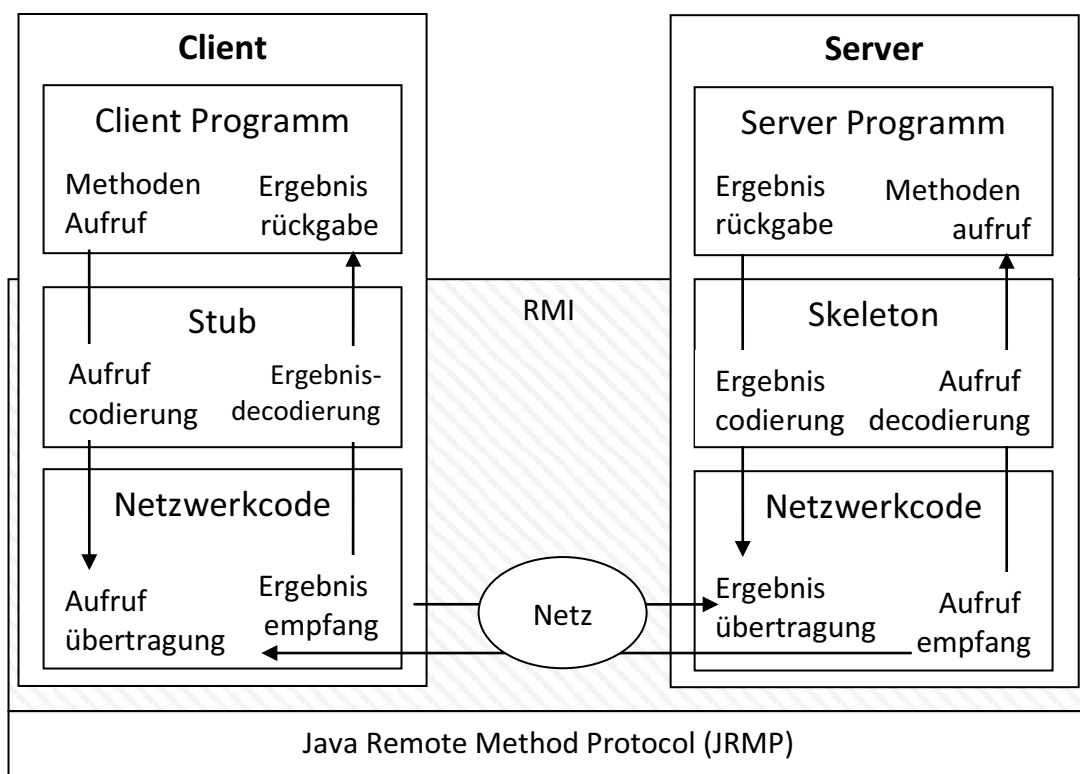 Client
Client Programm
Methoden
Aufruf
Ergebnis
rückgabe
Stub
Aufruf
codierung
Ergebnis-
decodierung
Netzwerkcode
Aufruf
übertragung
Ergebnis
empfang
RMI
Netz
Server
Server Programm
Ergebnis
rückgabe
Methoden
aufruf
Skeleton
Ergebnis
codierung
Aufruf
decodierung
Netzwerkcode
Ergebnis
übertragung
Aufruf
empfang
Java Remote Method Protocol (JRMP)